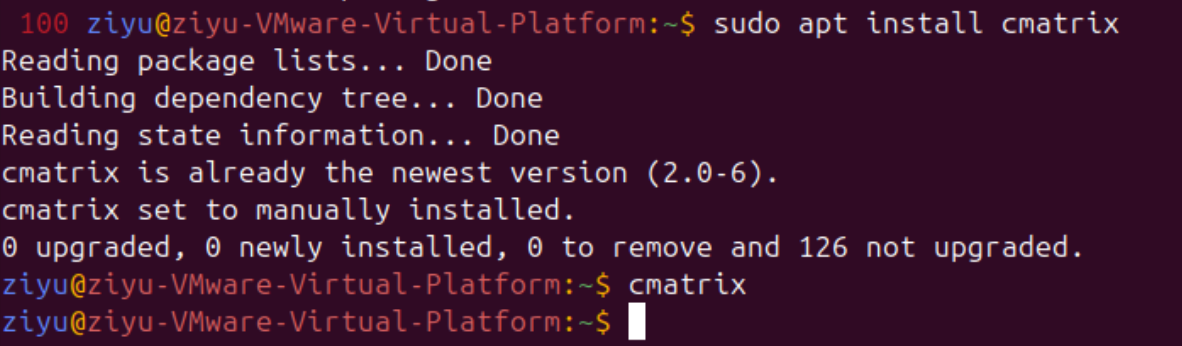 100 ziyu@ziyu-VMware-Virtual-Platform:~$ sudo apt install cmatrix
Reading package lists... Done
Building dependency tree... Done
Reading state information... Done
cmatrix is already the newest version (2.0-6).
cmatrix set to manually installed.
0 upgraded, 0 newly installed, 0 to remove and 126 not upgraded.
ziyu@ziyu-VMware-Virtual-Platform:~$ cmatrix
ziyu@ziyu-VMware-Virtual-Platform:~$